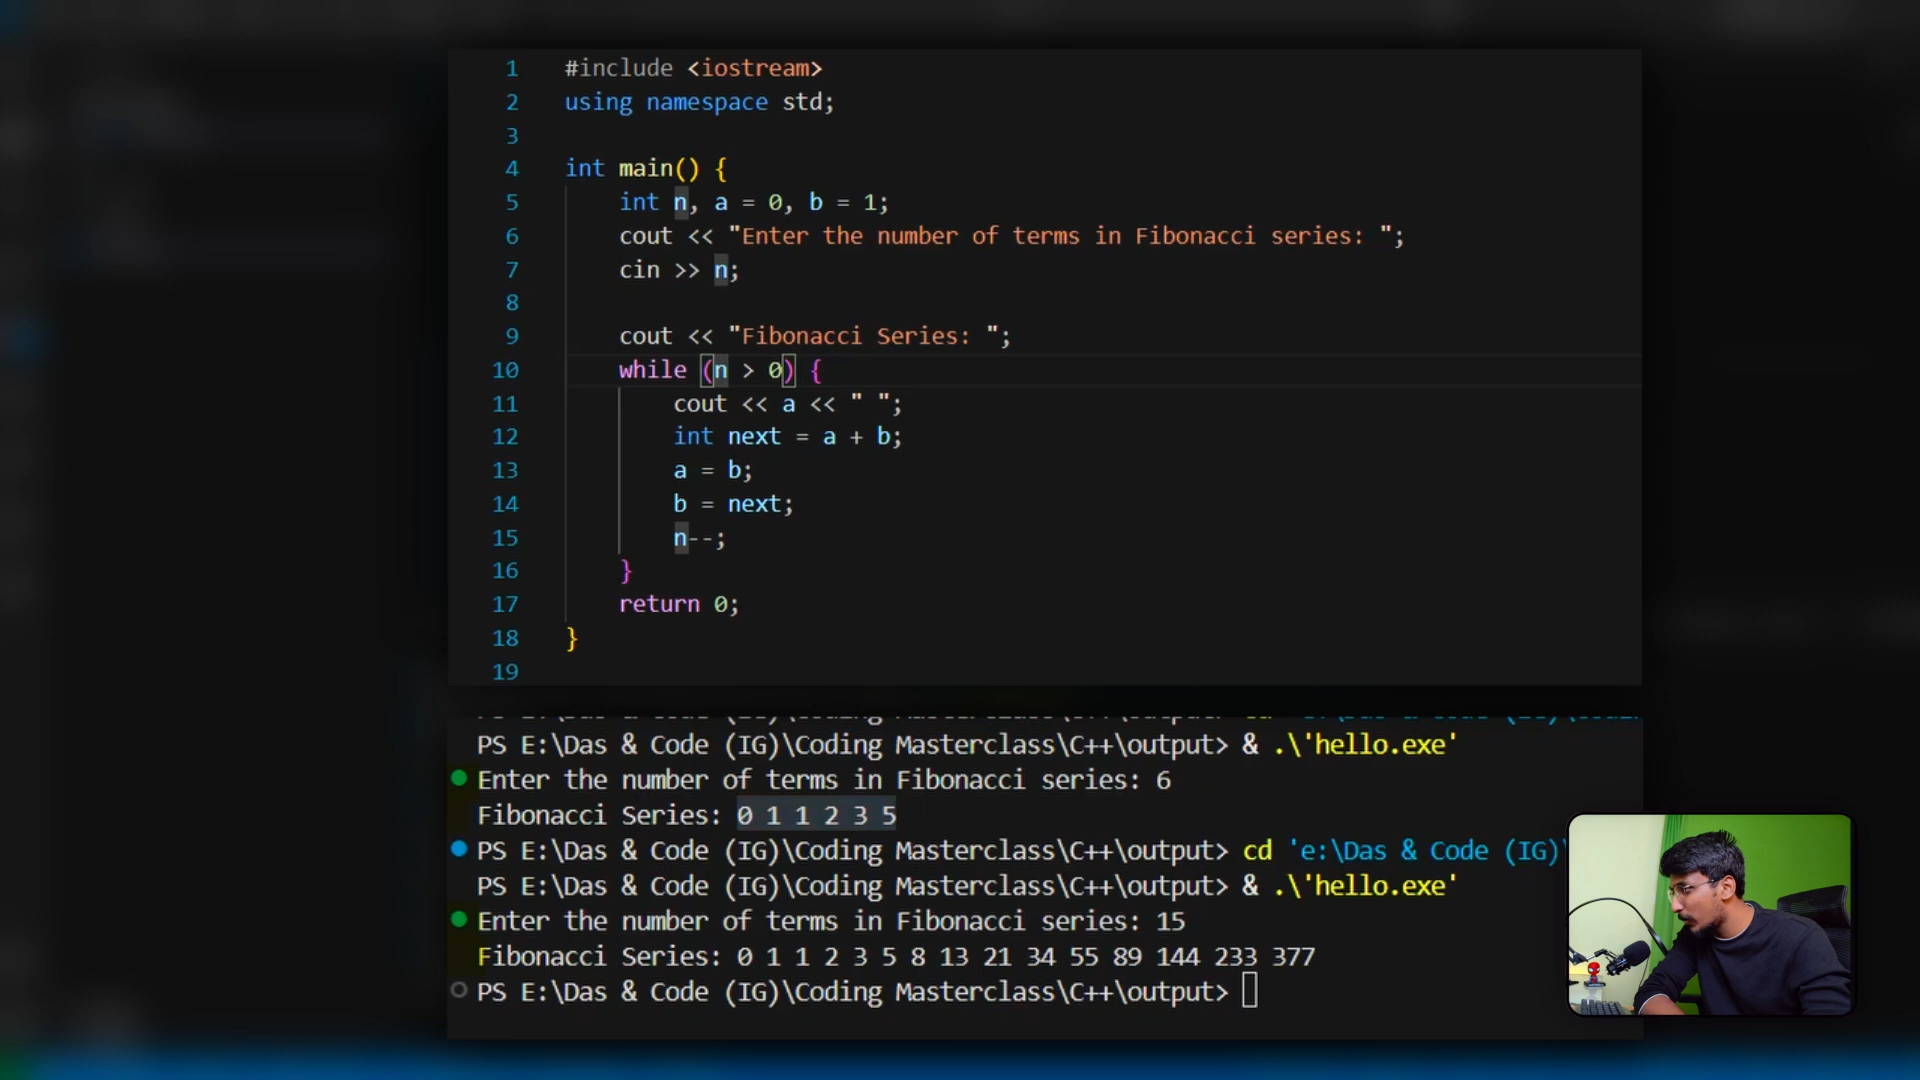 1 #include <iostream>
2 using namespace std;
3
4 int main() {
5 int n, a = 0, b = 1;
6 cout << "Enter the number of terms in Fibonacci series: ";
7 cin >> n;
8
9 cout << "Fibonacci Series: ";
10 while (n > 0) {
11 cout << a << " ";
12 int next = a + b;
13 a = b;
14 b = next;
15 n--;
16 }
17 return 0;
18 }
19
PS E:\Das & Code (IG)\Coding Masterclass\C++\output> & .\'hello.exe'
Enter the number of terms in Fibonacci series: 6
Fibonacci Series: 0 1 1 2 3 5
PS E:\Das & Code (IG)\Coding Masterclass\C++\output> cd 'e:\Das & Code (IG)\
PS E:\Das & Code (IG)\Coding Masterclass\C++\output> & .\'hello.exe'
Enter the number of terms in Fibonacci series: 15
Fibonacci Series: 0 1 1 2 3 5 8 13 21 34 55 89 144 233 377
PS E:\Das & Code (IG)\Coding Masterclass\C++\output>